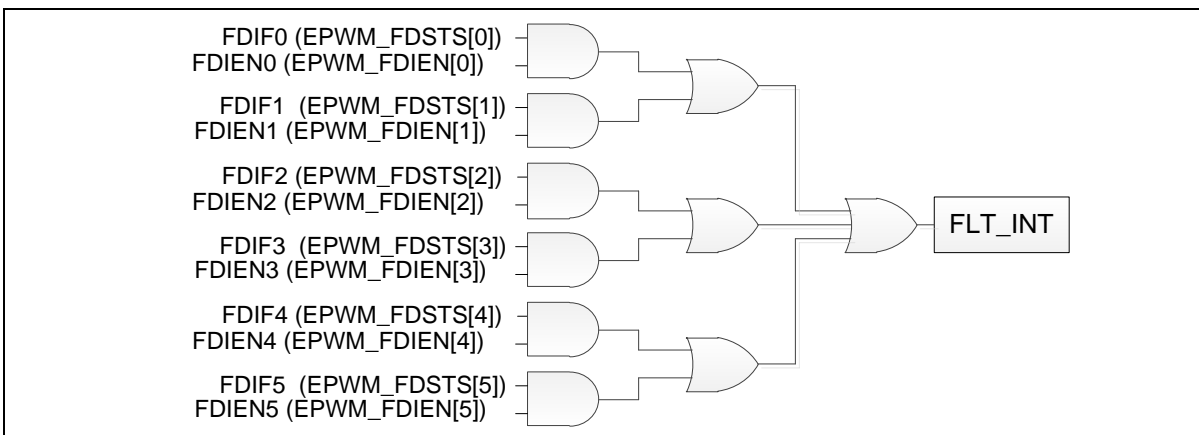 FDIF0 (EPWM_FDSTS[0])
FDIEN0 (EPWM_FDIEN[0])
FDIF1 (EPWM_FDSTS[1])
FDIEN1 (EPWM_FDIEN[1])
FDIF2 (EPWM_FDSTS[2])
FDIEN2 (EPWM_FDIEN[2])
FDIF3 (EPWM_FDSTS[3])
FDIEN3 (EPWM_FDIEN[3])
FDIF4 (EPWM_FDSTS[4])
FDIEN4 (EPWM_FDIEN[4])
FDIF5 (EPWM_FDSTS[5])
FDIEN5 (EPWM_FDIEN[5])
FLT_INT